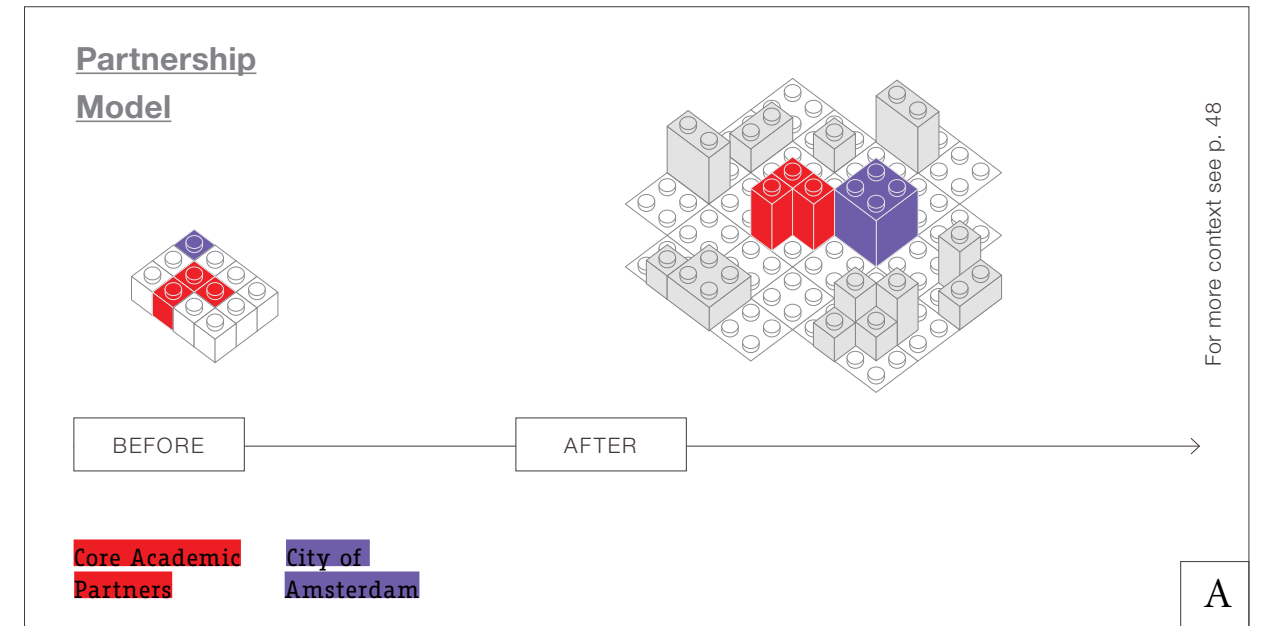 Partnership
Model
For more context see p. 48
BEFORE
AFTER
Core Academic
Partners
City of
Amsterdam
A